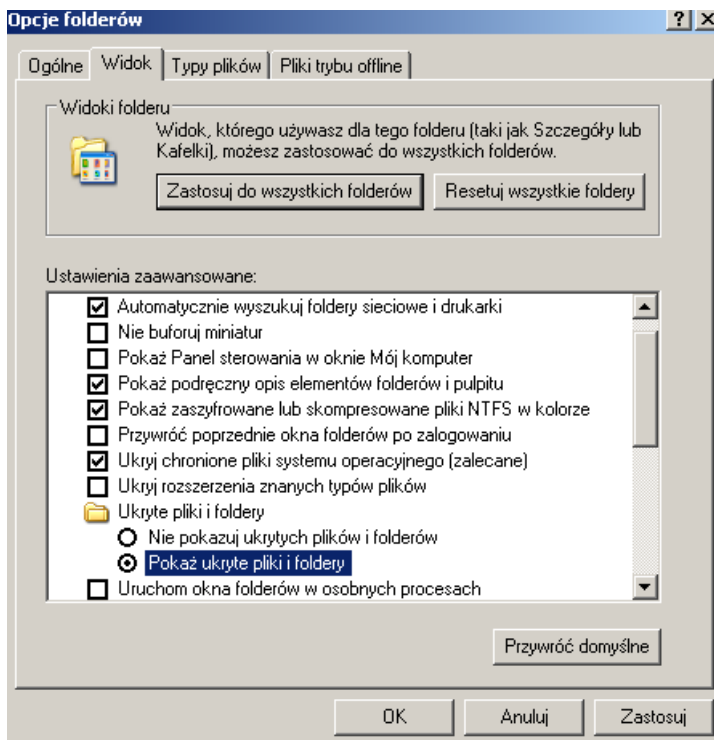 Opcje folderów
Ogólne Widok Typy plików Pliki trybu offline
Widoki folderu
Widok, którego używasz dla tego folderu (taki jak Szczegóły lub
Kafelki), możesz zastosować do wszystkich folderów.
Zastosuj do wszystkich folderów Resetuj wszystkie foldery
Ustawienia zaawansowane:
Automatycznie wyszukuj foldery sieciowe i drukarki
Nie buforuj miniatur
Pokaż Panel sterowania w oknie Mój komputer
Pokaż podręczny opis elementów folderów i pulpitu
Pokaż zaszyfrowane lub skompresowane pliki NTFS w kolorze
Przywróć poprzednie okna folderów po zalogowaniu
Ukryj chronione pliki systemu operacyjnego (zalecane)
Ukryj rozszerzenia znanych typów plików
Ukryte pliki i foldery
Nie pokazuj ukrytych plików i folderów
Pokaż ukryte pliki i foldery
Uruchom okna folderów w osobnych procesach
Przywróć domyślne
OK Anuluj Zastosuj